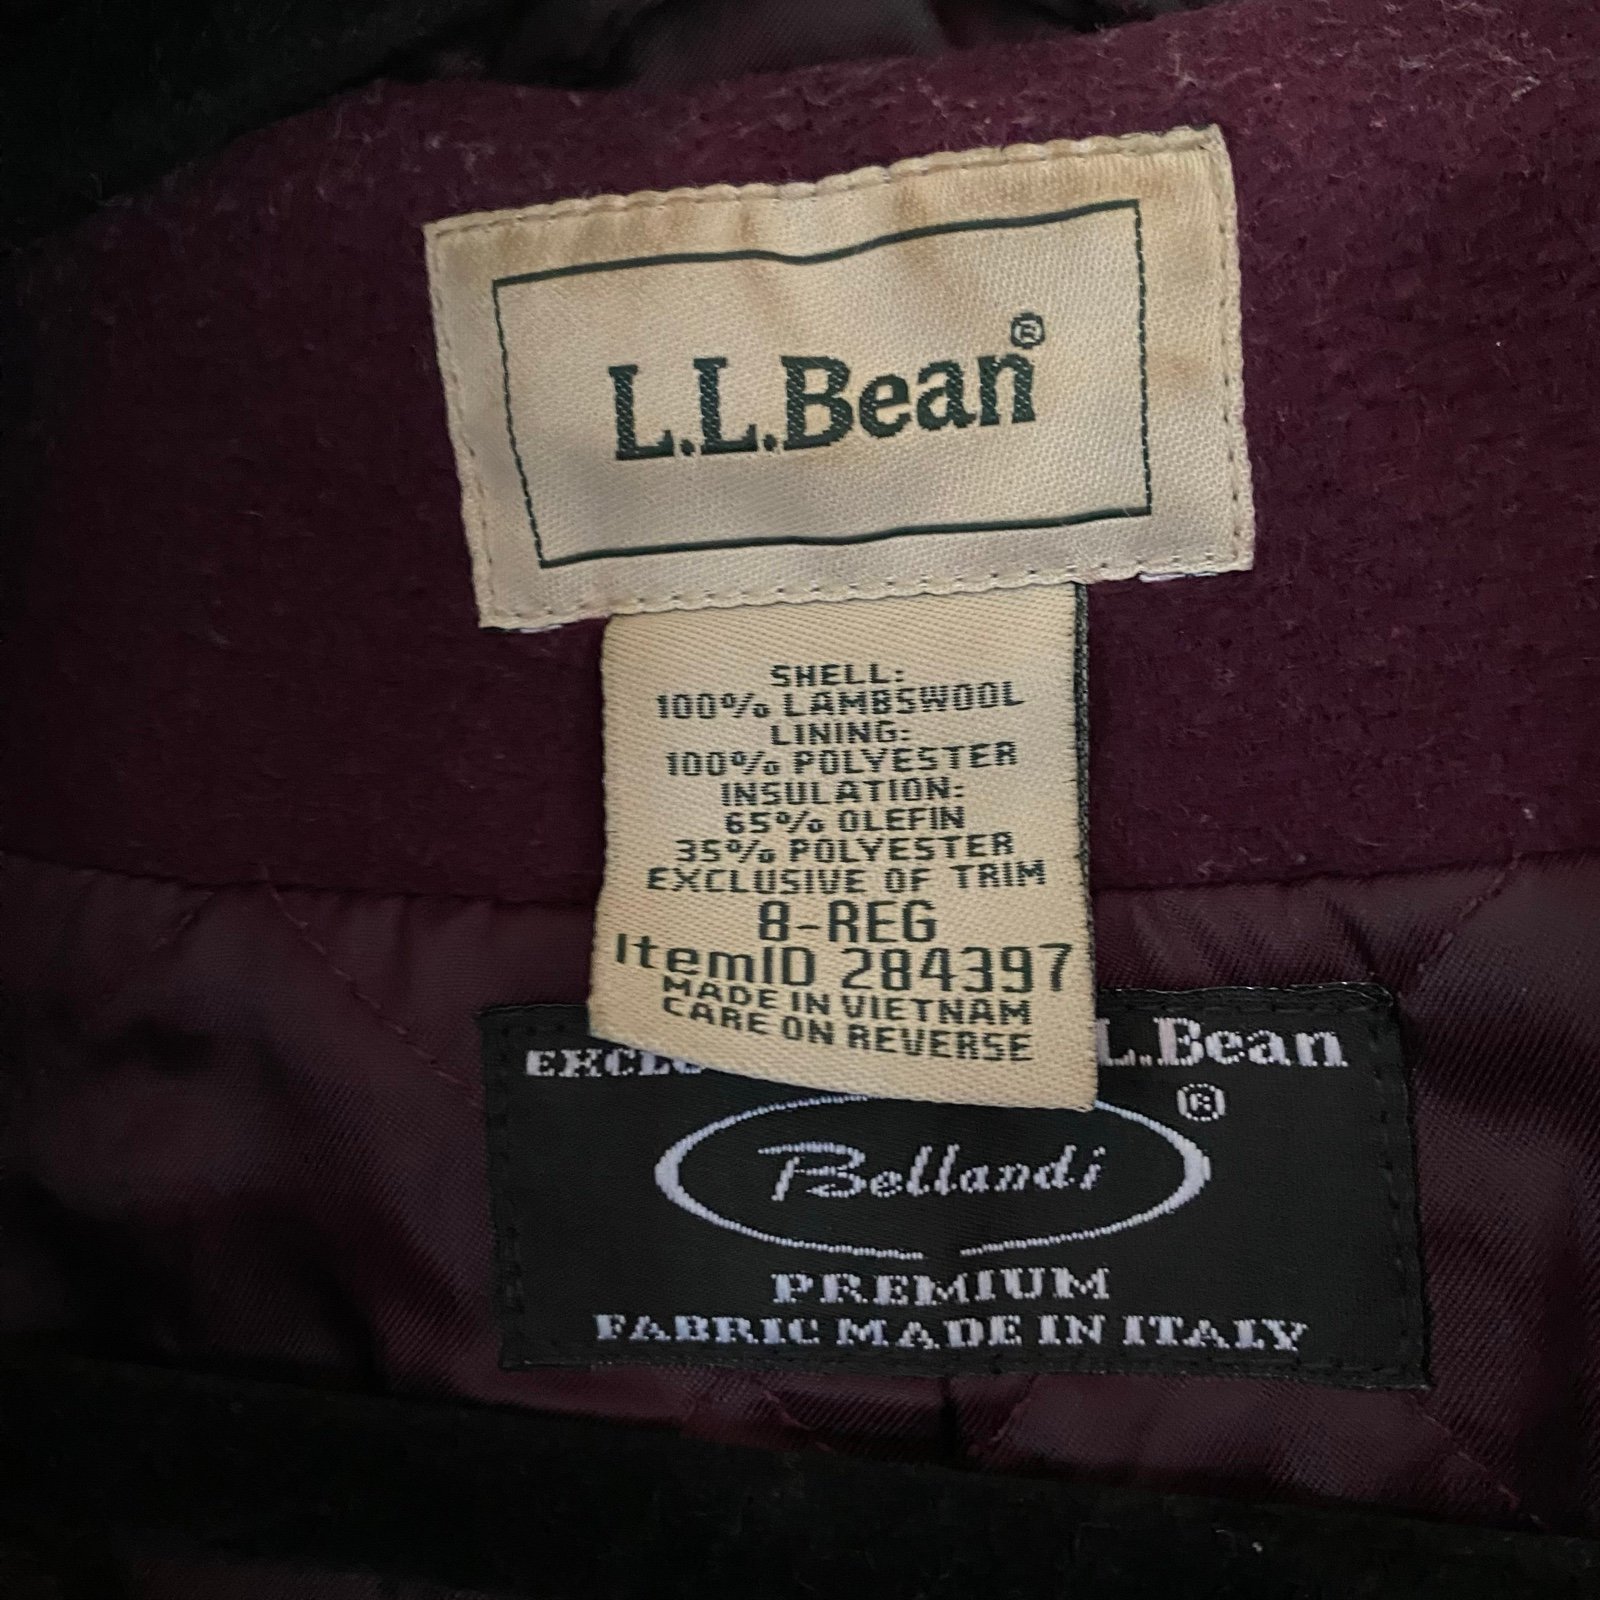 L.L.Bean®
SHELL:
100% LAMBSWOOL
LINING:
100% POLYESTER
INSULATION:
65% OLEFIN
35% POLYESTER
EXCLUSIVE OF TRIM
8-REG
ItemID 284397
MADE IN VIETNAM
CARE ON REVERSE
L.Bean
®
Bellandi
PREMIUM
FABRIC MADE IN ITALY